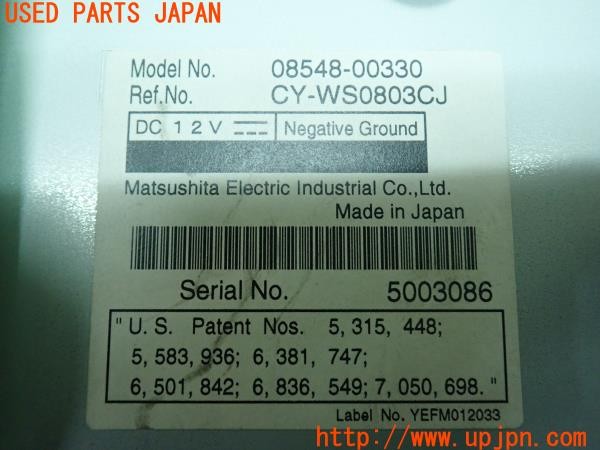 USED PARTS JAPAN
Model No. 08548-00330
Ref.No. CY-WS0803CJ
DC 12V Negative Ground
Matsushita Electric Industrial Co.,Ltd.
Made in Japan
Serial No. 5003086
"U.S. Patent Nos. 5,315,448;
5,583,936; 6,381,747;
6,501,842; 6,836,549; 7,050,698."
Label No. YEFM012033
http://www.upjpn.com